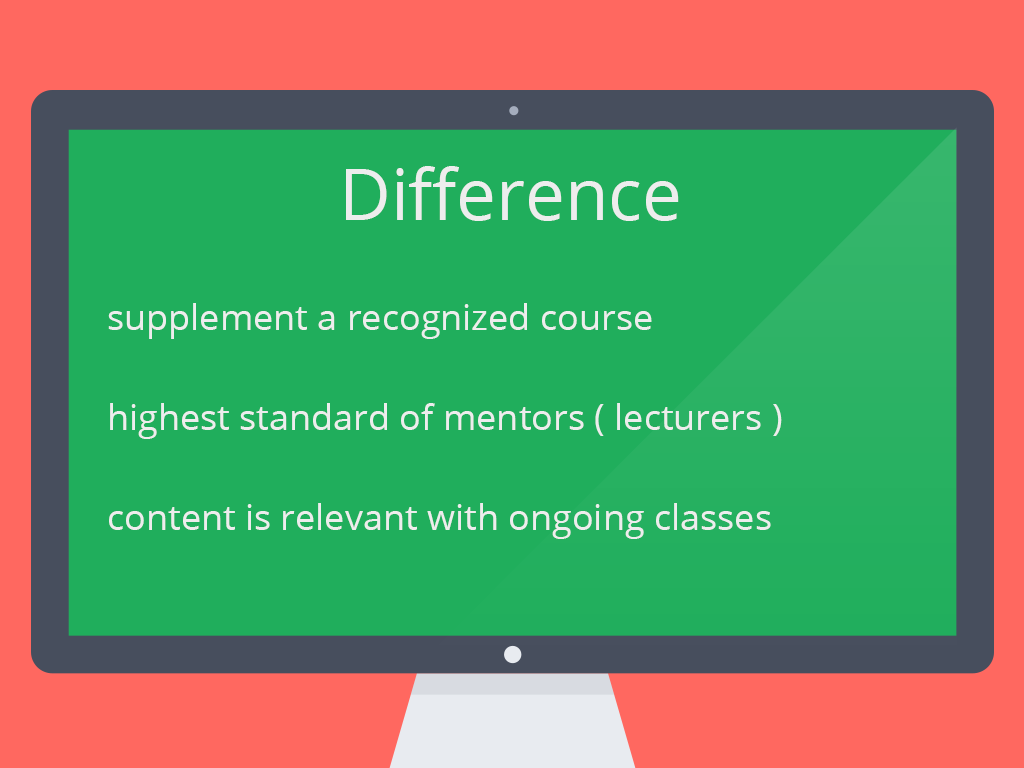 Difference
supplement a recognized course
highest standard of mentors ( lecturers )
content is relevant with ongoing classes